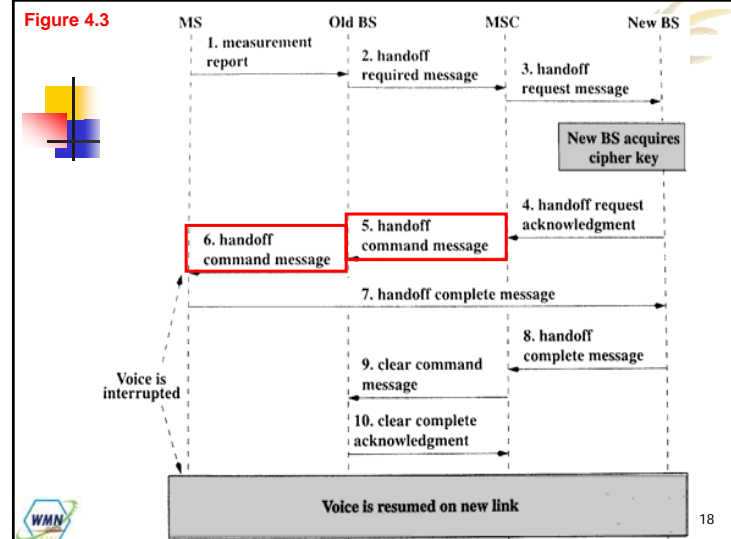 Figure 4.3
MS Old BS MSC New BS
1. measurement
report
2. handoff
required message
3. handoff
request message
New BS acquires
cipher key
4. handoff request
acknowledgment
5. handoff
command message
6. handoff
command message
7. handoff complete message
8. handoff
complete message
9. clear command
message
Voice is
interrupted
10. clear complete
acknowledgment
Voice is resumed on new link
WMN
18